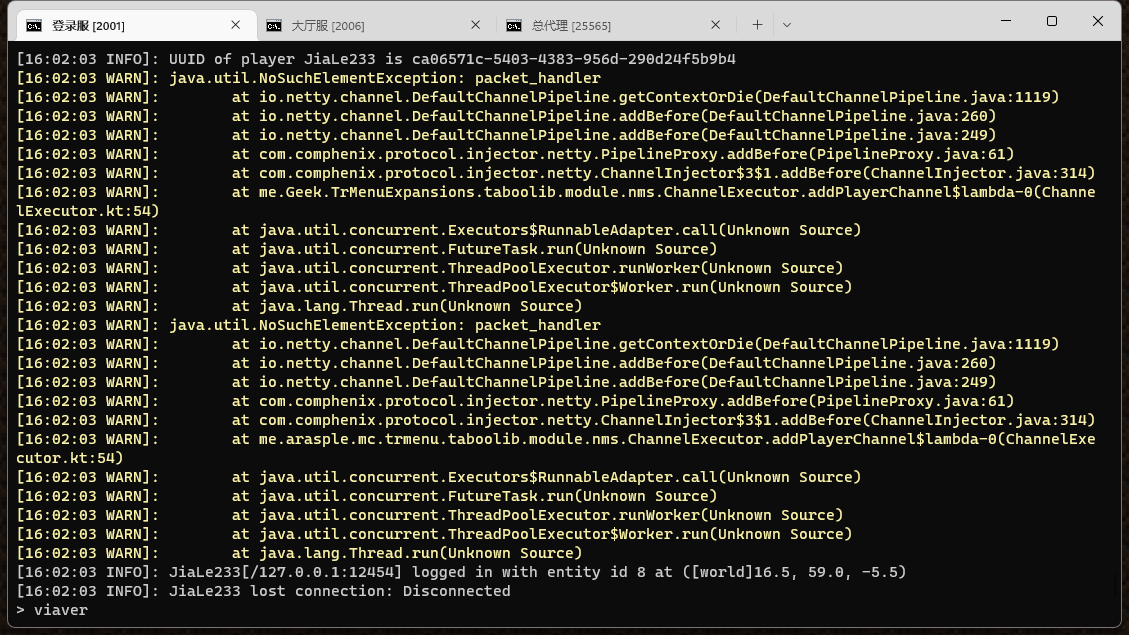 登录服 [2001]
大厅服 [2006]
总代理 [25565]
[16:02:03 INFO]: UUID of player JiaLe233 is ca06571c-5403-4383-956d-290d24f5b9b4
[16:02:03 WARN]: java.util.NoSuchElementException: packet_handler
[16:02:03 WARN]:        at io.netty.channel.DefaultChannelPipeline.getContextOrDie(DefaultChannelPipeline.java:1119)
[16:02:03 WARN]:        at io.netty.channel.DefaultChannelPipeline.addBefore(DefaultChannelPipeline.java:260)
[16:02:03 WARN]:        at io.netty.channel.DefaultChannelPipeline.addBefore(DefaultChannelPipeline.java:249)
[16:02:03 WARN]:        at com.comphenix.protocol.injector.netty.PipelineProxy.addBefore(PipelineProxy.java:61)
[16:02:03 WARN]:        at com.comphenix.protocol.injector.netty.ChannelInjector$3$1.addBefore(ChannelInjector.java:314)
[16:02:03 WARN]:        at me.Geek.TrMenuExpansions.taboolib.module.nms.ChannelExecutor.addPlayerChannel$lambda-0(Channe
lExecutor.kt:54)
[16:02:03 WARN]:        at java.util.concurrent.Executors$RunnableAdapter.call(Unknown Source)
[16:02:03 WARN]:        at java.util.concurrent.FutureTask.run(Unknown Source)
[16:02:03 WARN]:        at java.util.concurrent.ThreadPoolExecutor.runWorker(Unknown Source)
[16:02:03 WARN]:        at java.util.concurrent.ThreadPoolExecutor$Worker.run(Unknown Source)
[16:02:03 WARN]:        at java.lang.Thread.run(Unknown Source)
[16:02:03 WARN]: java.util.NoSuchElementException: packet_handler
[16:02:03 WARN]:        at io.netty.channel.DefaultChannelPipeline.getContextOrDie(DefaultChannelPipeline.java:1119)
[16:02:03 WARN]:        at io.netty.channel.DefaultChannelPipeline.addBefore(DefaultChannelPipeline.java:260)
[16:02:03 WARN]:        at io.netty.channel.DefaultChannelPipeline.addBefore(DefaultChannelPipeline.java:249)
[16:02:03 WARN]:        at com.comphenix.protocol.injector.netty.PipelineProxy.addBefore(PipelineProxy.java:61)
[16:02:03 WARN]:        at com.comphenix.protocol.injector.netty.ChannelInjector$3$1.addBefore(ChannelInjector.java:314)
[16:02:03 WARN]:        at me.arasple.mc.trmenu.taboolib.module.nms.ChannelExecutor.addPlayerChannel$lambda-0(ChannelExe
cutor.kt:54)
[16:02:03 WARN]:        at java.util.concurrent.Executors$RunnableAdapter.call(Unknown Source)
[16:02:03 WARN]:        at java.util.concurrent.FutureTask.run(Unknown Source)
[16:02:03 WARN]:        at java.util.concurrent.ThreadPoolExecutor.runWorker(Unknown Source)
[16:02:03 WARN]:        at java.util.concurrent.ThreadPoolExecutor$Worker.run(Unknown Source)
[16:02:03 WARN]:        at java.lang.Thread.run(Unknown Source)
[16:02:03 INFO]: JiaLe233[/127.0.0.1:12454] logged in with entity id 8 at ([world]16.5, 59.0, -5.5)
[16:02:03 INFO]: JiaLe233 lost connection: Disconnected
> viaver